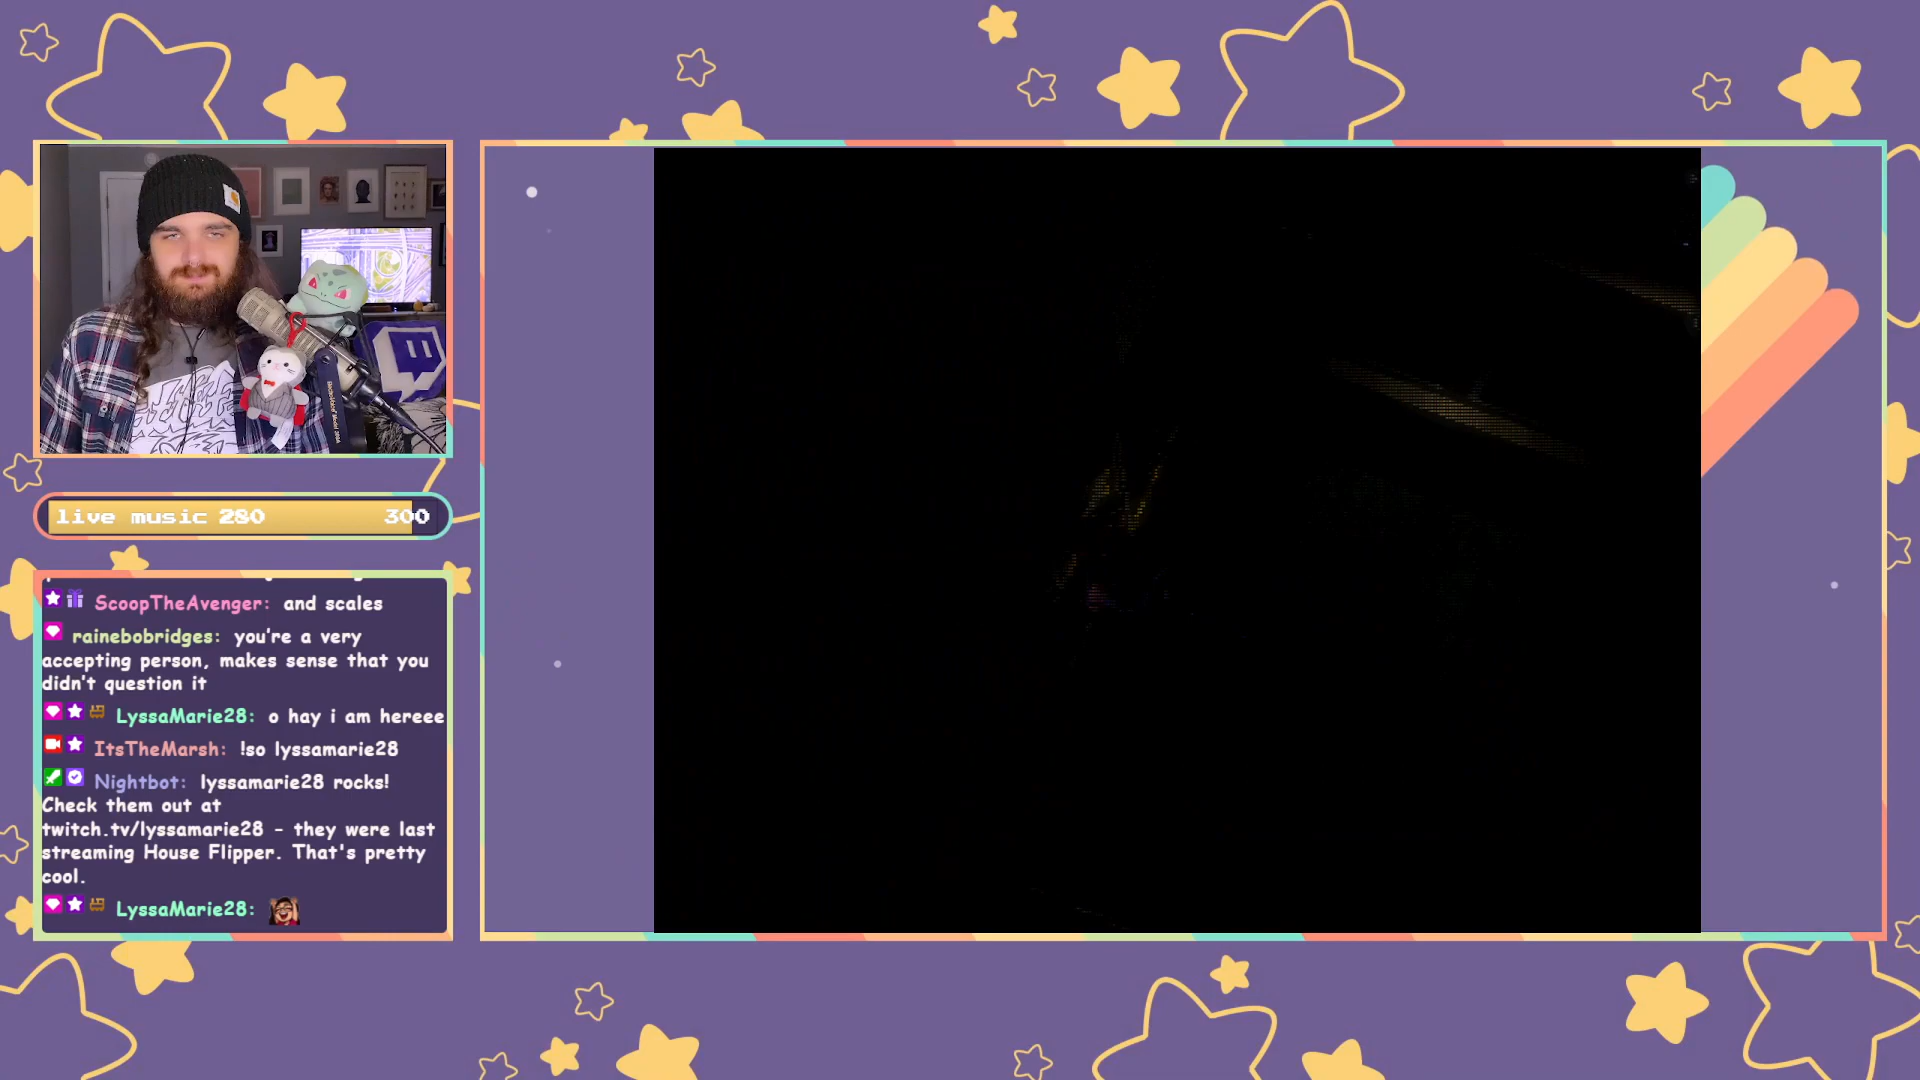 live music 280 300
ScoopTheAvenger: and scales
rainebobridges: you're a very
accepting person, makes sense that you
didn't question it
LyssaMarie28: o hay i am hereee
ItsTheMarsh: !so lyssamarie28
Nightbot: lyssamarie28 rocks!
Check them out at
twitch.tv/lyssamarie28 - they were last
streaming House Flipper. That's pretty
cool.
LyssaMarie28: